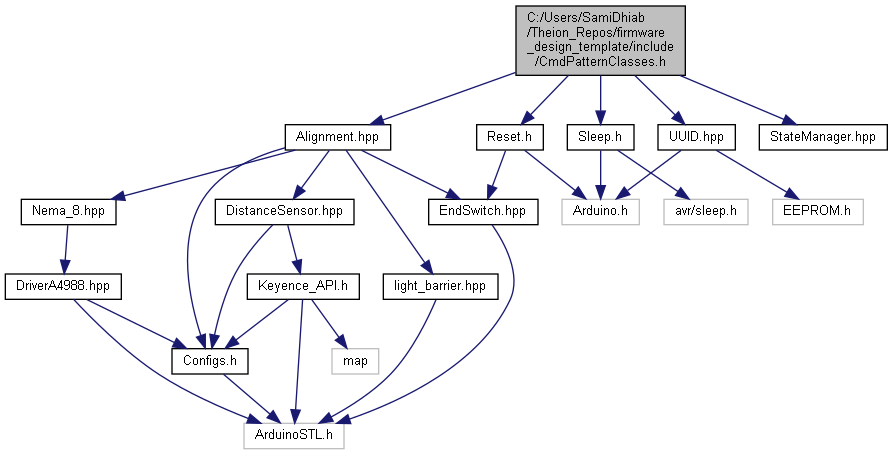 C:/Users/SamiDhiab
/Theion_Repos/firmware
_design_template/include
/CmdPatternClasses.h
Alignment.hpp
Reset.h
Sleep.h
UUID.hpp
StateManager.hpp
Nema_8.hpp
DistanceSensor.hpp
EndSwitch.hpp
Arduino.h
avr/sleep.h
EEPROM.h
DriverA4988.hpp
Keyence_API.h
light_barrier.hpp
Configs.h
map
ArduinoSTL.h